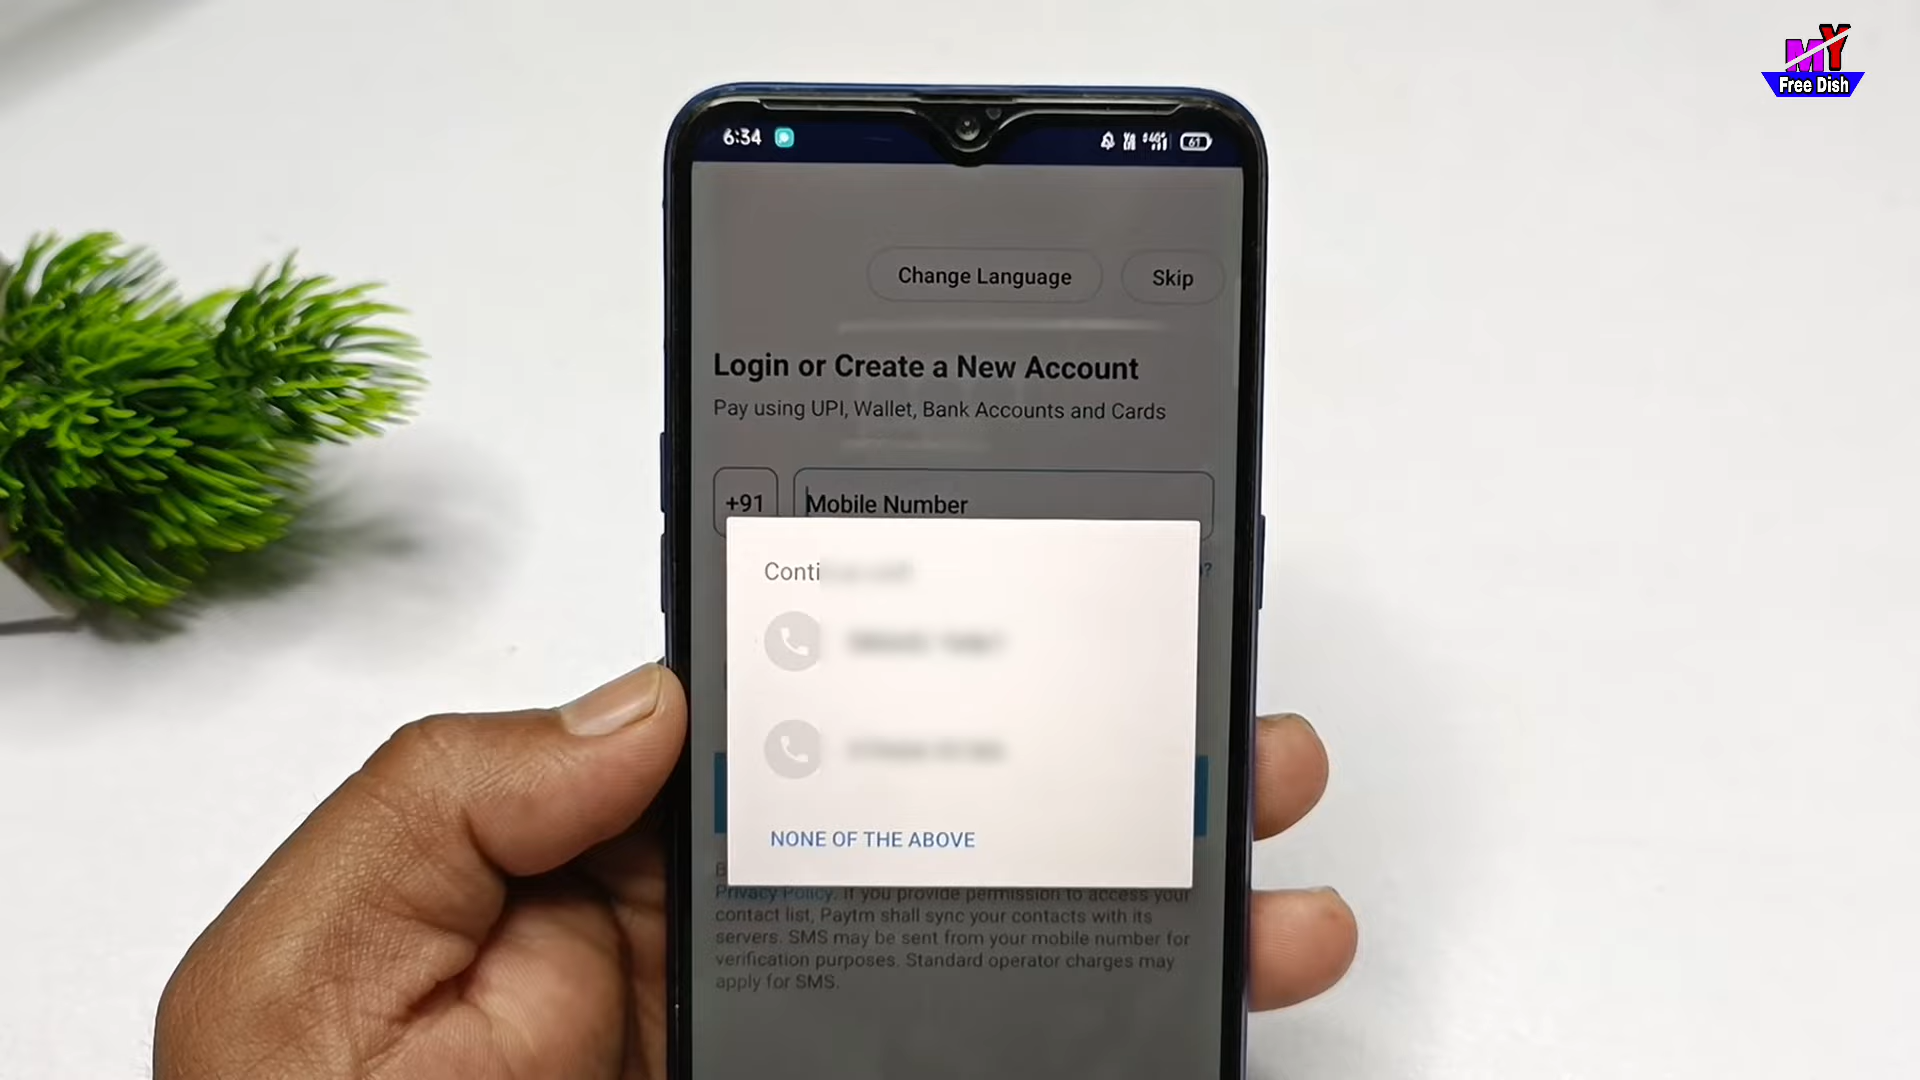 MY
Free Dish
6:34
61
Change Language
Skip
Login or Create a New Account
Pay using UPI, Wallet, Bank Accounts and Cards
+91
Mobile Number
?
Conti
NONE OF THE ABOVE
B
Privacy Policy. If you provide permission to access your
contact list, Paytm shall sync your contacts with its
servers. SMS may be sent from your mobile number for
verification purposes. Standard operator charges may
apply for SMS.